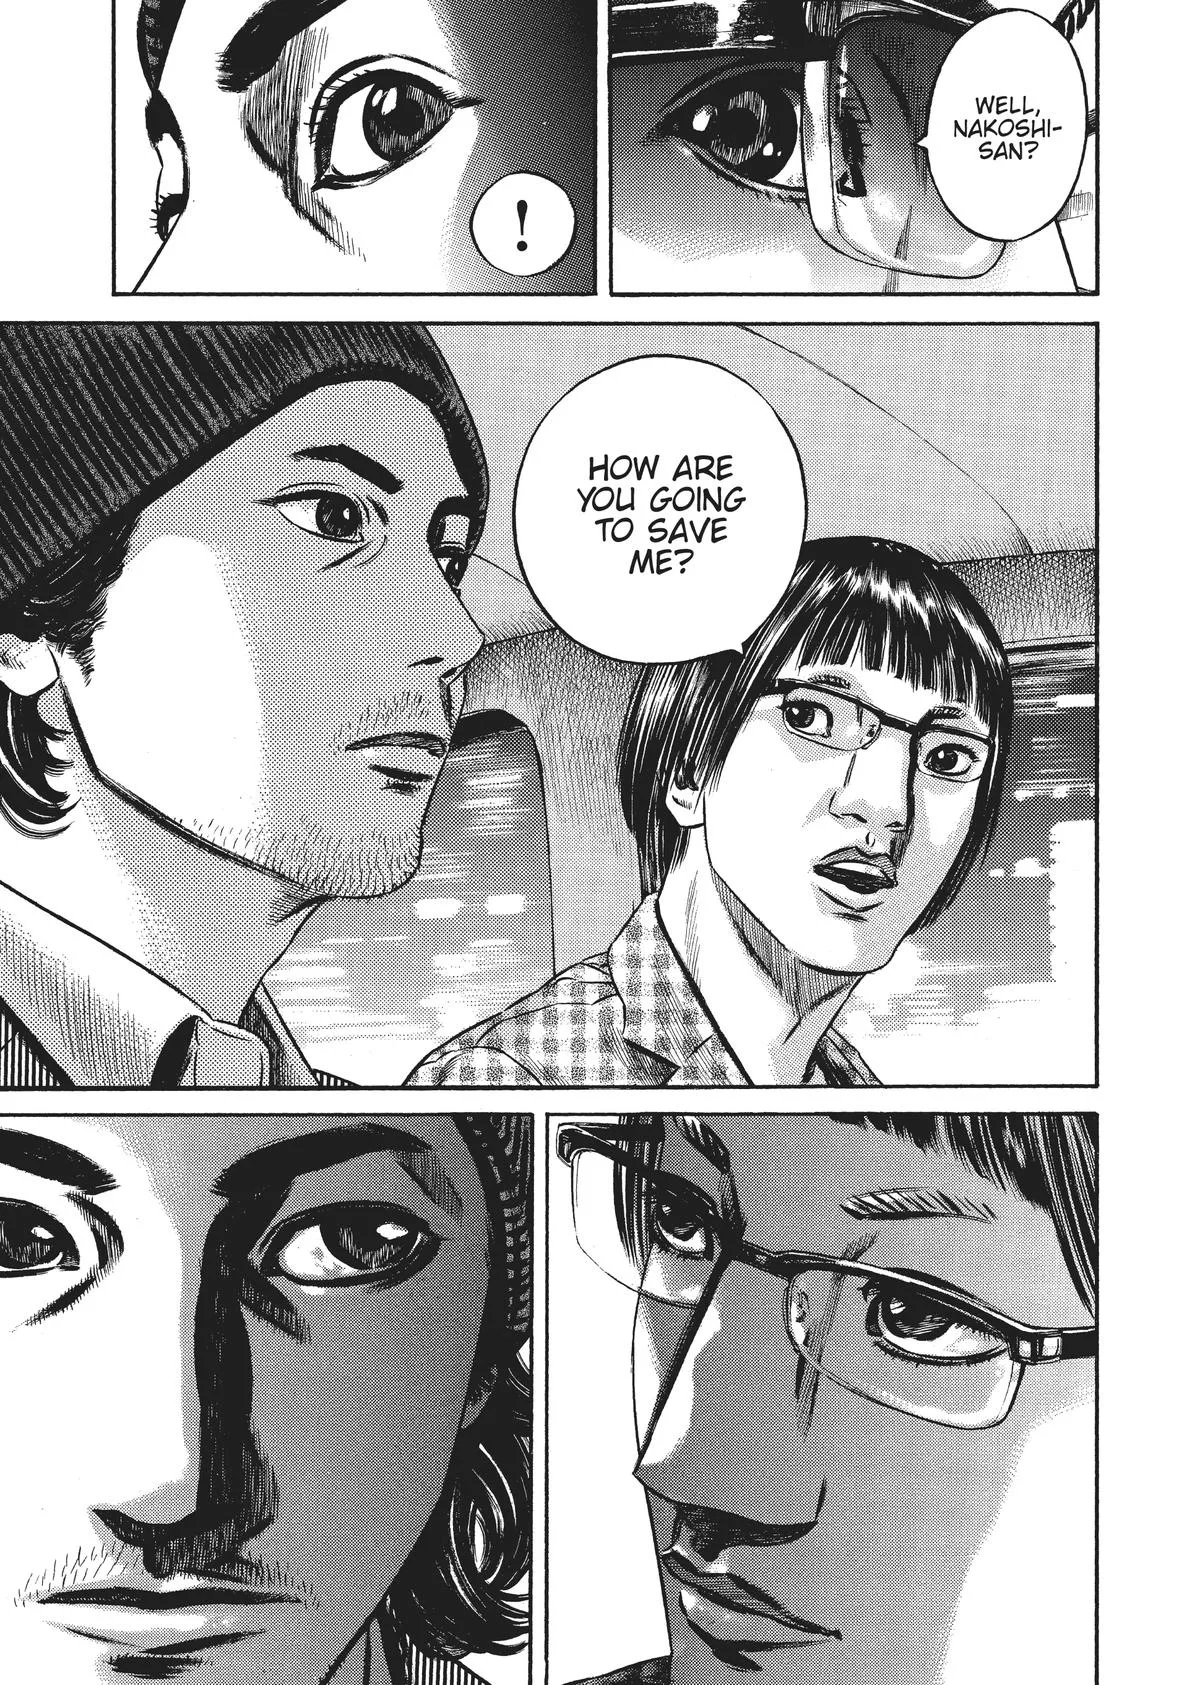 WELL,
NAKOSHI-
SAN?
!
HOW ARE
YOU GOING
TO SAVE
ME?